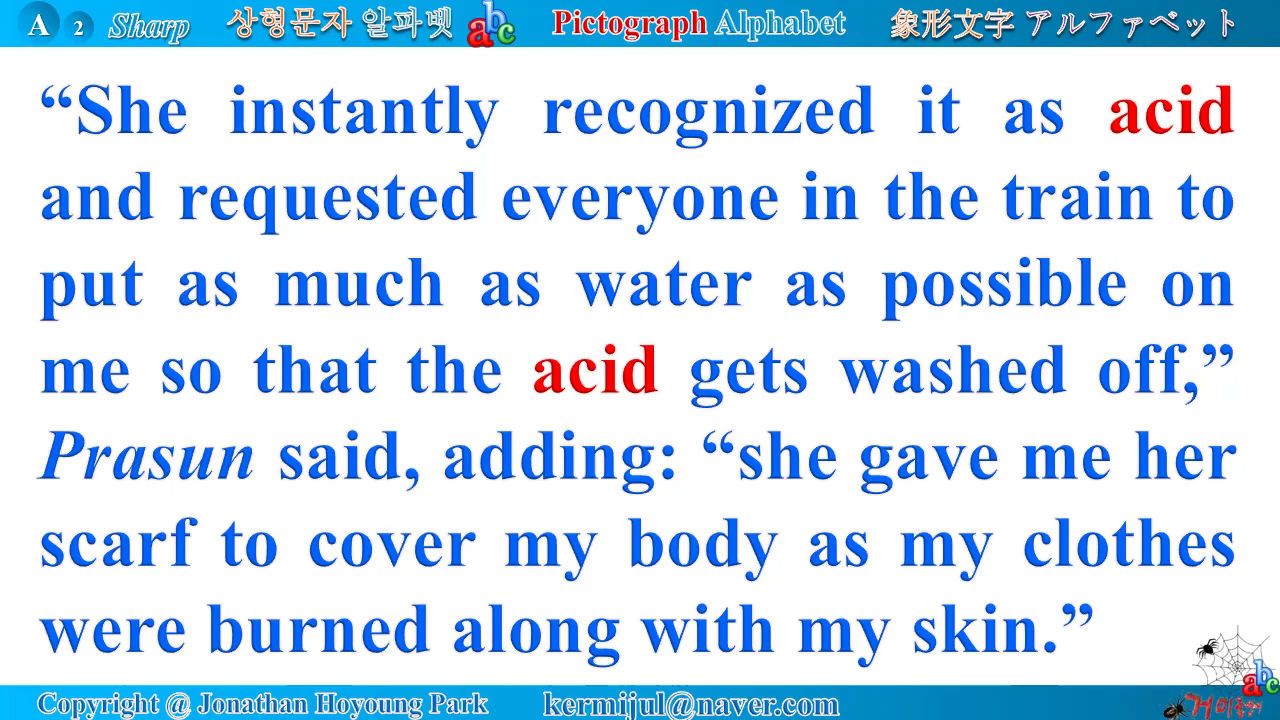 A 2 Sharp 상형문자 알파벳 abc Pictograph Alphabet 象形文字 アルファベット
“She instantly recognized it as acid
and requested everyone in the train to
put as much as water as possible on
me so that the acid gets washed off,”
Prasun said, adding: “she gave me her
scarf to cover my body as my clothes
were burned along with my skin.”
abc
Copyright @ Jonathan Hoyoung Park kermijul@naver.com